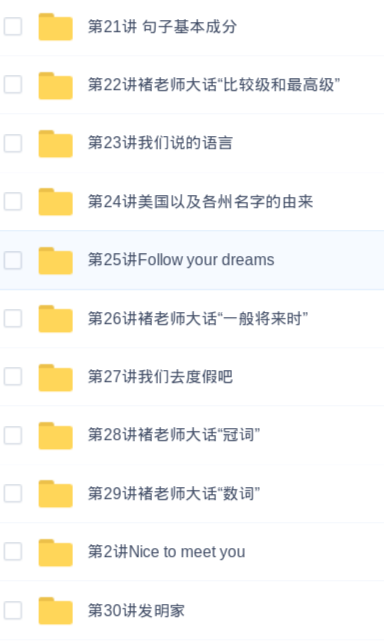 第21讲 句子基本成分
第22讲褚老师大话“比较级和最高级”
第23讲我们说的语言
第24讲美国以及各州名字的由来
第25讲Follow your dreams
第26讲褚老师大话“一般将来时”
第27讲我们去度假吧
第28讲褚老师大话“冠词”
第29讲褚老师大话“数词”
第2讲Nice to meet you
第30讲发明家